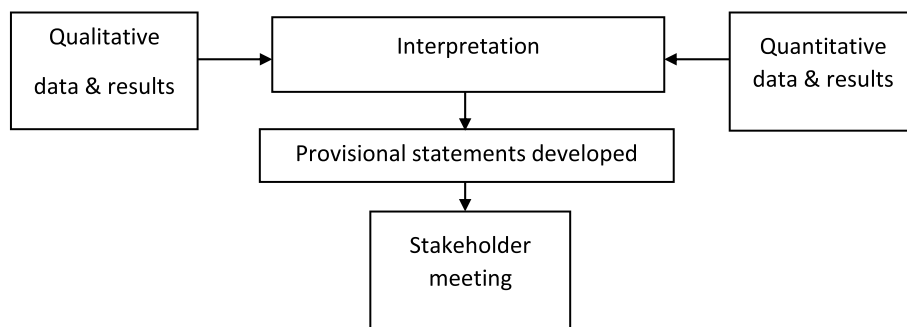 Qualitative
data & results
Interpretation
Quantitative
data & results
Provisional statements developed
Stakeholder
meeting